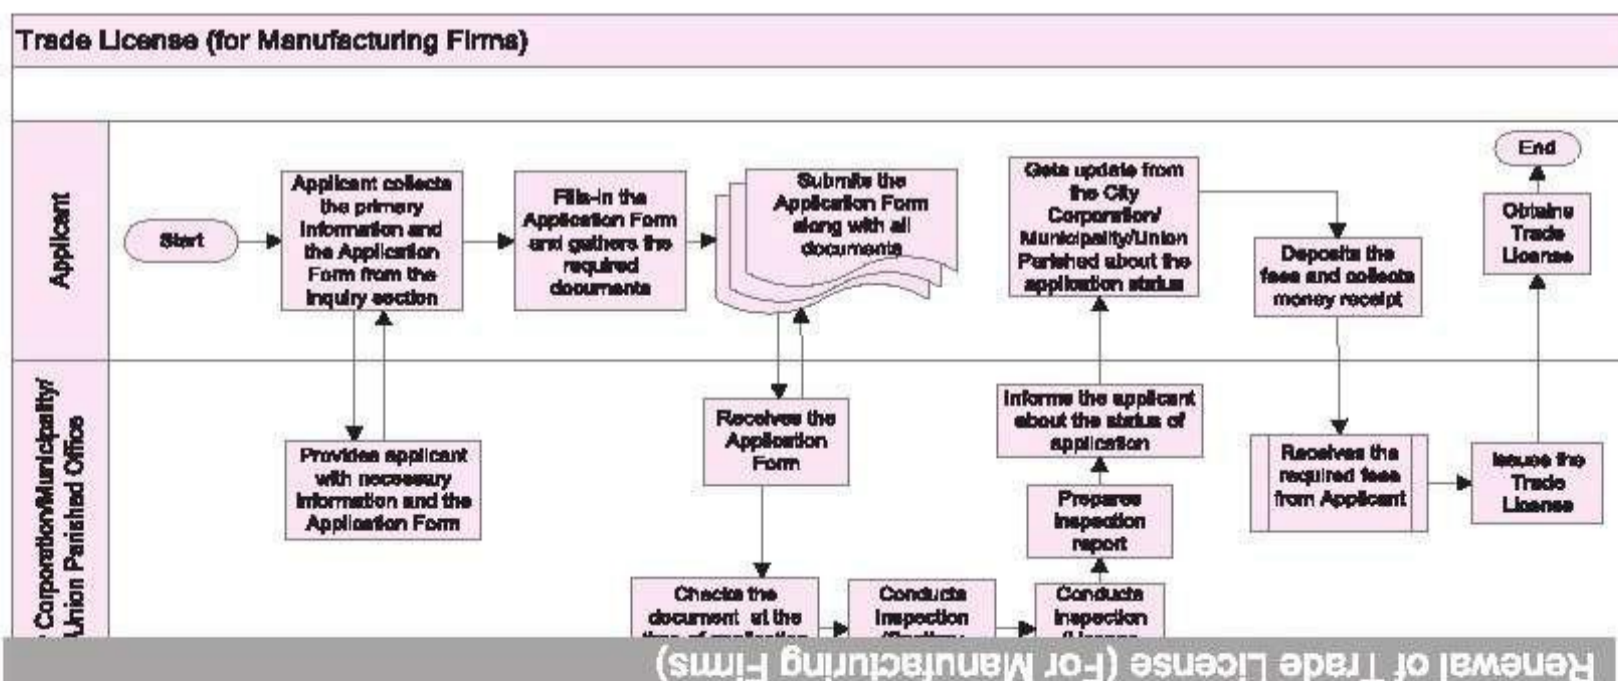 Trade License (for Manufacturing Firms)
Applicant
Start
Applicant collects
the primary
Information and
the Application
Form from the
Inquiry section
Fills-in the
Application Form
and gathers the
required
documents
Submits the
Application Form
along with all
documents
Gets update from
the City
Corporation/
Municipality/Union
Parished about the
application status
Deposits the
fees and collects
money receipt
End
Obtains
Trade
License
Corporation/Municipality/
Union Parished Office
Provides applicant
with necessary
Information and the
Application Form
Receives the
Application
Form
Checks the
document at the
time of application
Conducts
Inspection
Conducts
Inspection
Prepares
Inspection
report
Informs the applicant
about the status of
application
Receives the
required fees
from Applicant
Issues the
Trade
License
Renewal of Trade License (For Manufacturing Firms)